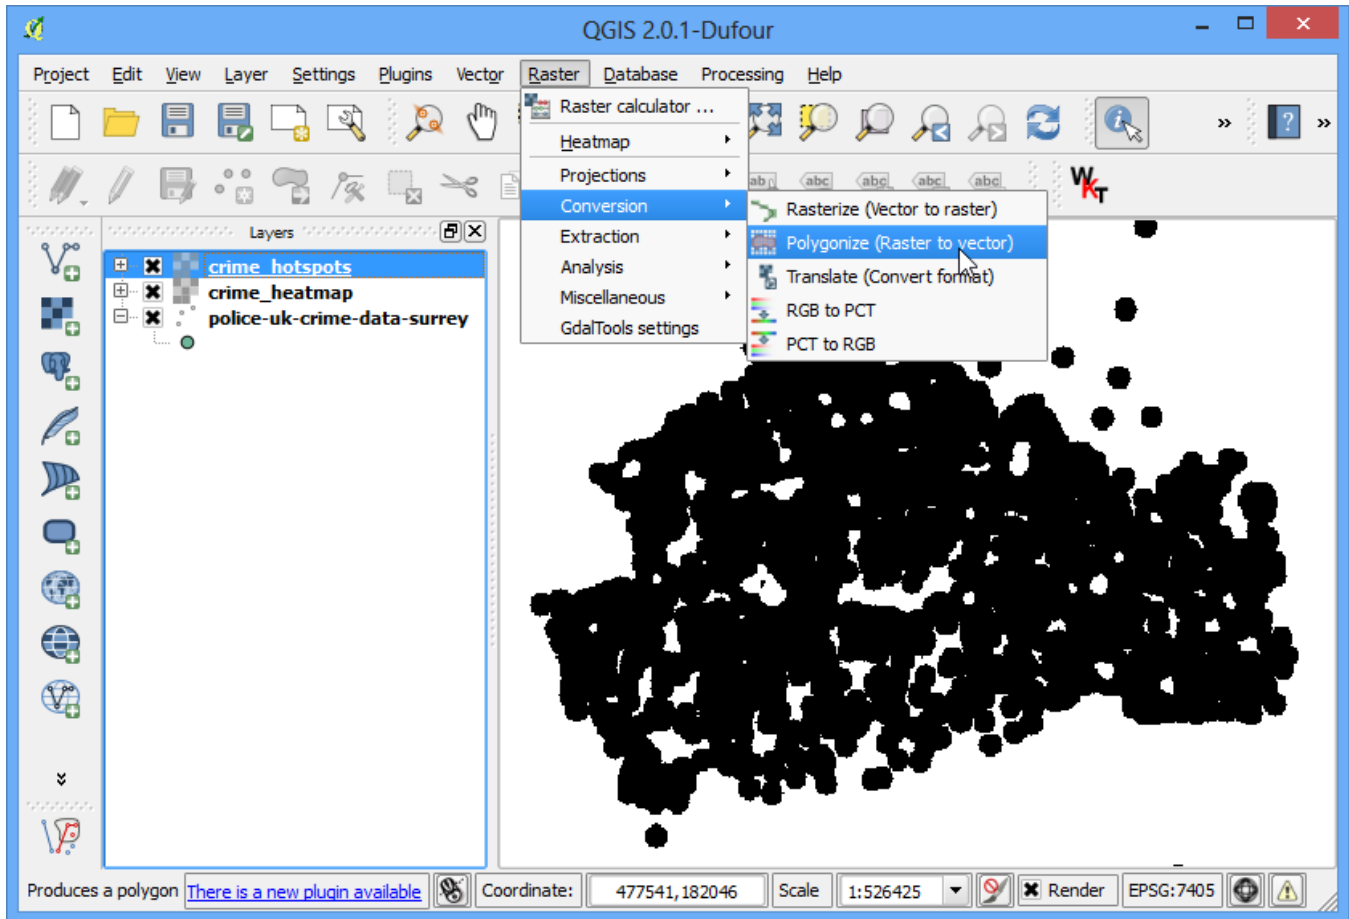 QGIS 2.0.1-Dufour
Project Edit View Layer Settings Plugins Vector Raster Database Processing Help
Raster calculator ...
Heatmap
Projections
Conversion
Extraction
Analysis
Miscellaneous
GdalTools settings
abc abc abc abc
WKT
Rasterize (Vector to raster)
Polygonize (Raster to vector)
Translate (Convert format)
RGB to PCT
PCT to RGB
Layers
crime_hotspots
crime_heatmap
police-uk-crime-data-surrey
Produces a polygon There is a new plugin available Coordinate: 477541,182046 Scale 1:526425 Render EPSG:7405